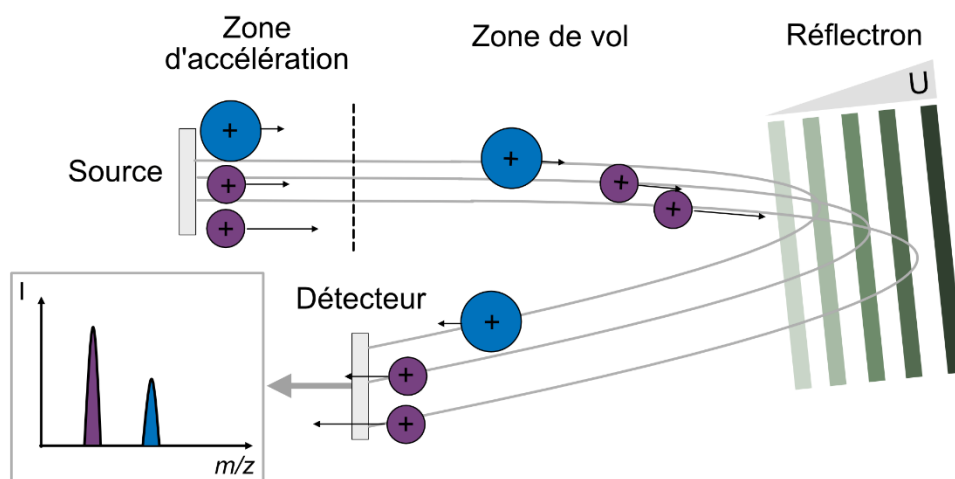 Zone
d'accélération
Zone de vol
Réflectron
U
+
Source
+
+
+
+
+
Détecteur
I
+
+
+
m/z